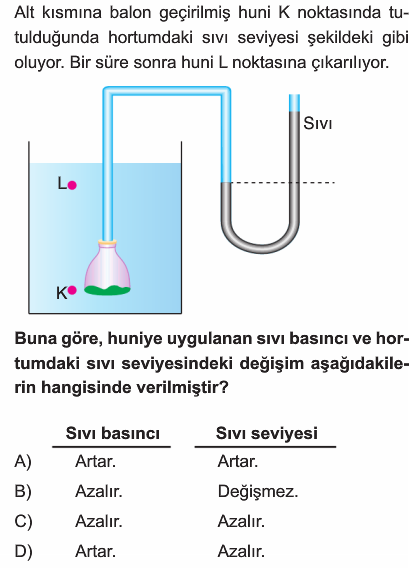 Alt kısmına balon geçirilmiş huni K noktasında tu-
tulduğunda hortumdaki sıvı seviyesi şekildeki gibi
oluyor. Bir süre sonra huni L noktasına çıkarılıyor.
Sıvı
L
K
Buna göre, huniye uygulanan sıvı basıncı ve hor-
tumdaki sıvı seviyesindeki değişim aşağıdakile-
rin hangisinde verilmiştir?
Sıvı basıncı Sıvı seviyesi
A) Artar. Artar.
B) Azalır. Değişmez.
C) Azalır. Azalır.
D) Artar. Azalır.